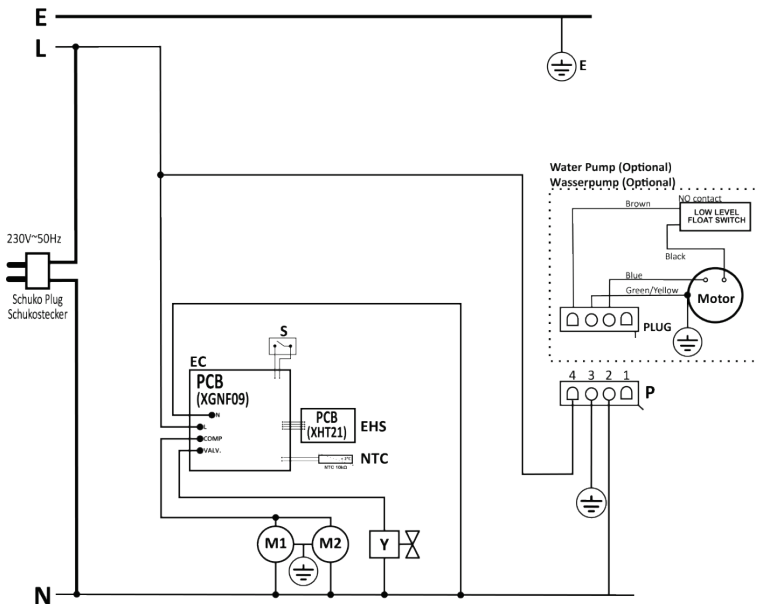 E
L
E
Water Pump (Optional)
Wasserpump (Optional)
NO contact
Brown
LOW LEVEL
FLOAT SWITCH
Black
230V~50Hz
Blue
Green/Yellow
Motor
Schuko Plug
Schukostecker
PLUG
S
EC
PCB
(XGNF09)
4 3 2 1
P
N
L
COMP
VALV.
PCB
(XHT21)
EHS
NTC
NTC 10kΩ
M1
M2
Y
N